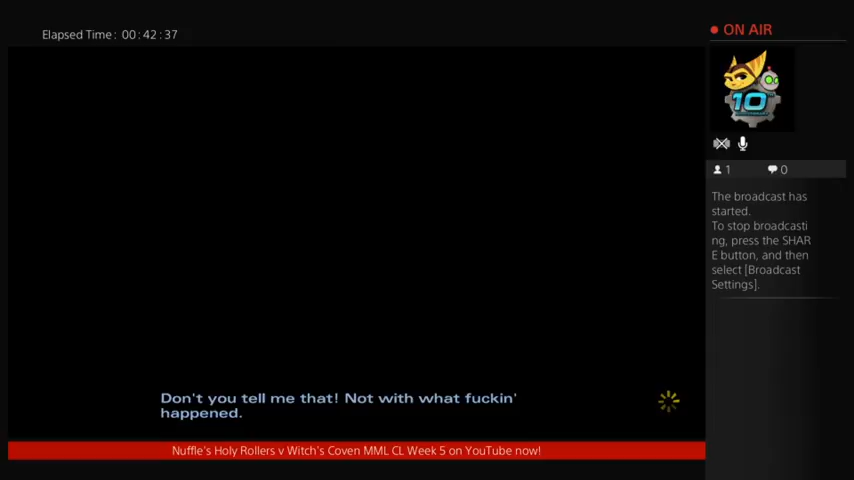 Elapsed Time: 00:42:37
ON AIR
10
1
0
The broadcast has
started.
To stop broadcasti
ng, press the SHAR
E button, and then
select [Broadcast
Settings].
Don't you tell me that! Not with what fuckin'
happened.
Nuffle's Holy Rollers v Witch's Coven MML CL Week 5 on YouTube now!